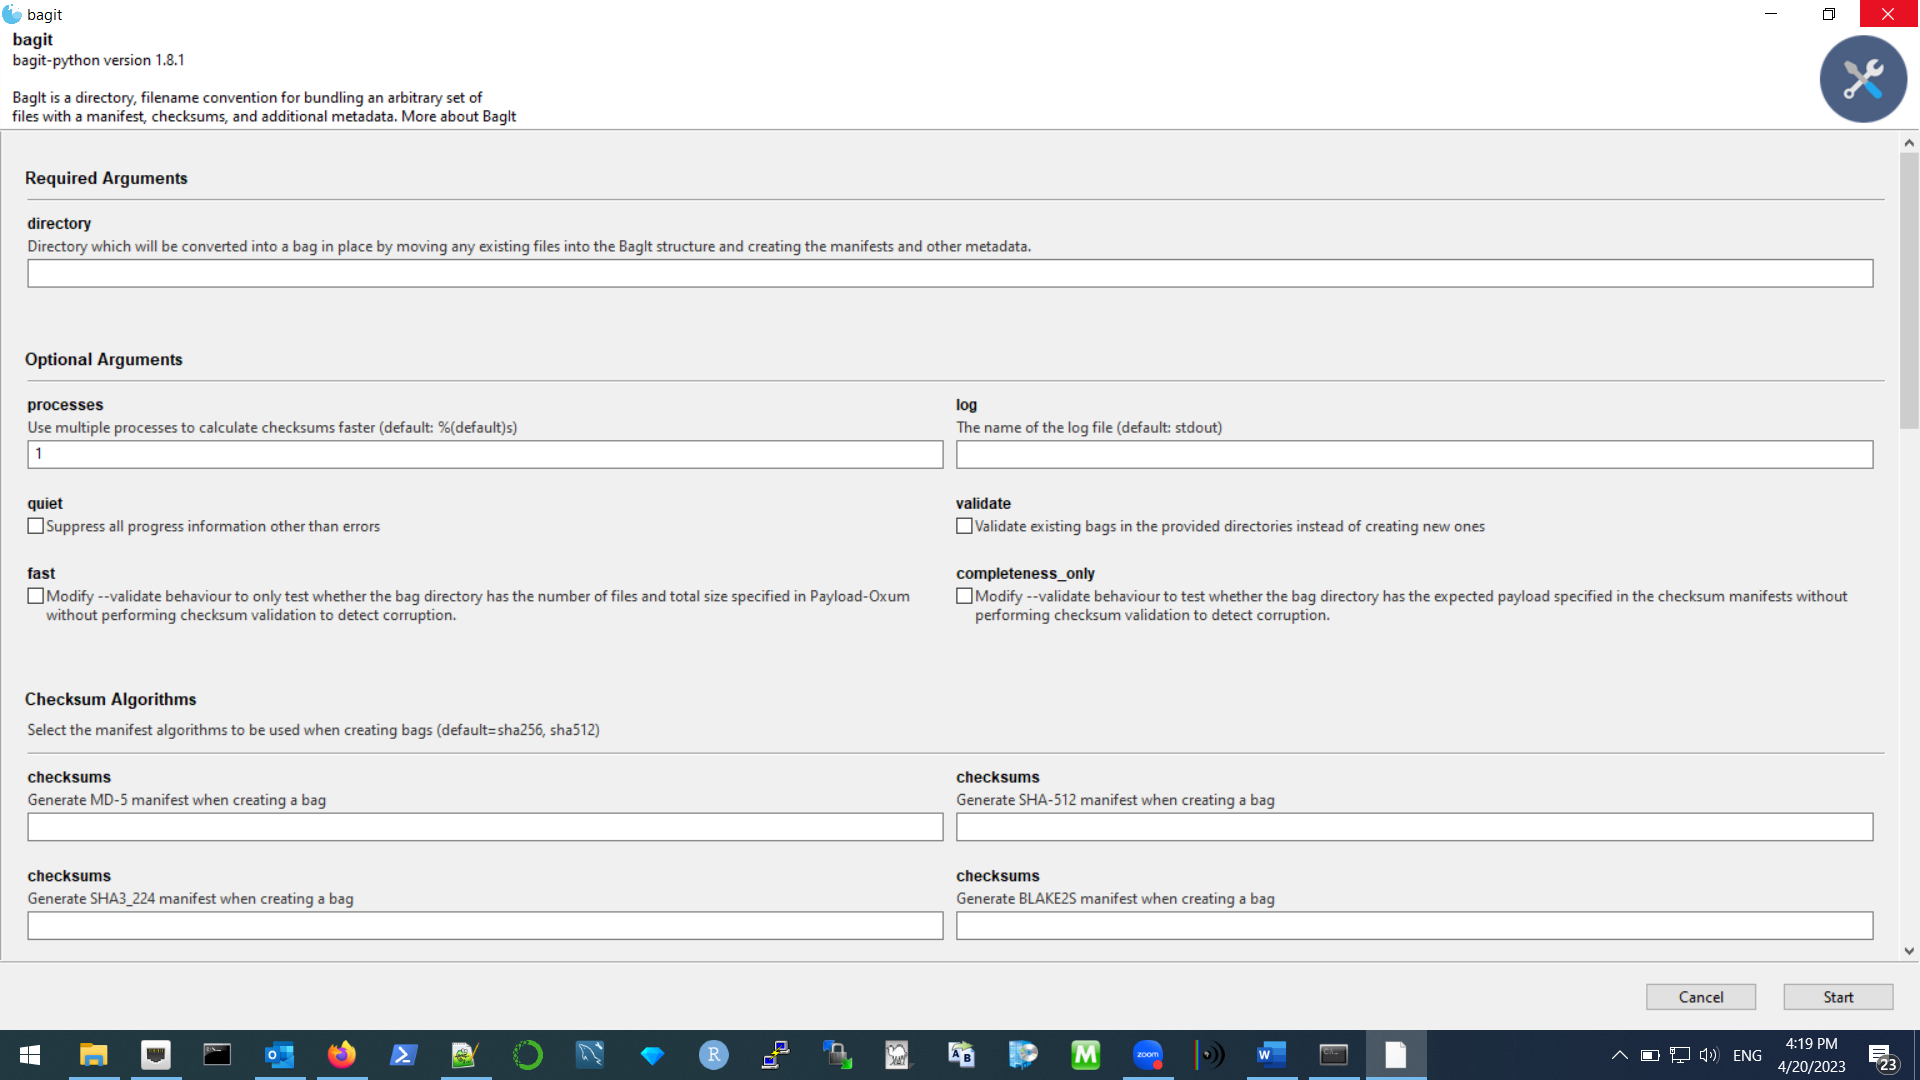 bagit
bagit
bagit-python version 1.8.1
BagIt is a directory, filename convention for bundling an arbitrary set of
files with a manifest, checksums, and additional metadata. More about BagIt
Required Arguments
directory
Directory which will be converted into a bag in place by moving any existing files into the BagIt structure and creating the manifests and other metadata.
Optional Arguments
processes
Use multiple processes to calculate checksums faster (default: %(default)s)
1
log
The name of the log file (default: stdout)
quiet
Suppress all progress information other than errors
validate
Validate existing bags in the provided directories instead of creating new ones
fast
Modify --validate behaviour to only test whether the bag directory has the number of files and total size specified in Payload-Oxum
without performing checksum validation to detect corruption.
completeness_only
Modify --validate behaviour to test whether the bag directory has the expected payload specified in the checksum manifests without
performing checksum validation to detect corruption.
Checksum Algorithms
Select the manifest algorithms to be used when creating bags (default=sha256, sha512)
checksums
Generate MD-5 manifest when creating a bag
checksums
Generate SHA-512 manifest when creating a bag
checksums
Generate SHA3_224 manifest when creating a bag
checksums
Generate BLAKE2S manifest when creating a bag
Cancel
Start
R
A B
M
zoom
W
ENG
4:19 PM
4/20/2023
23